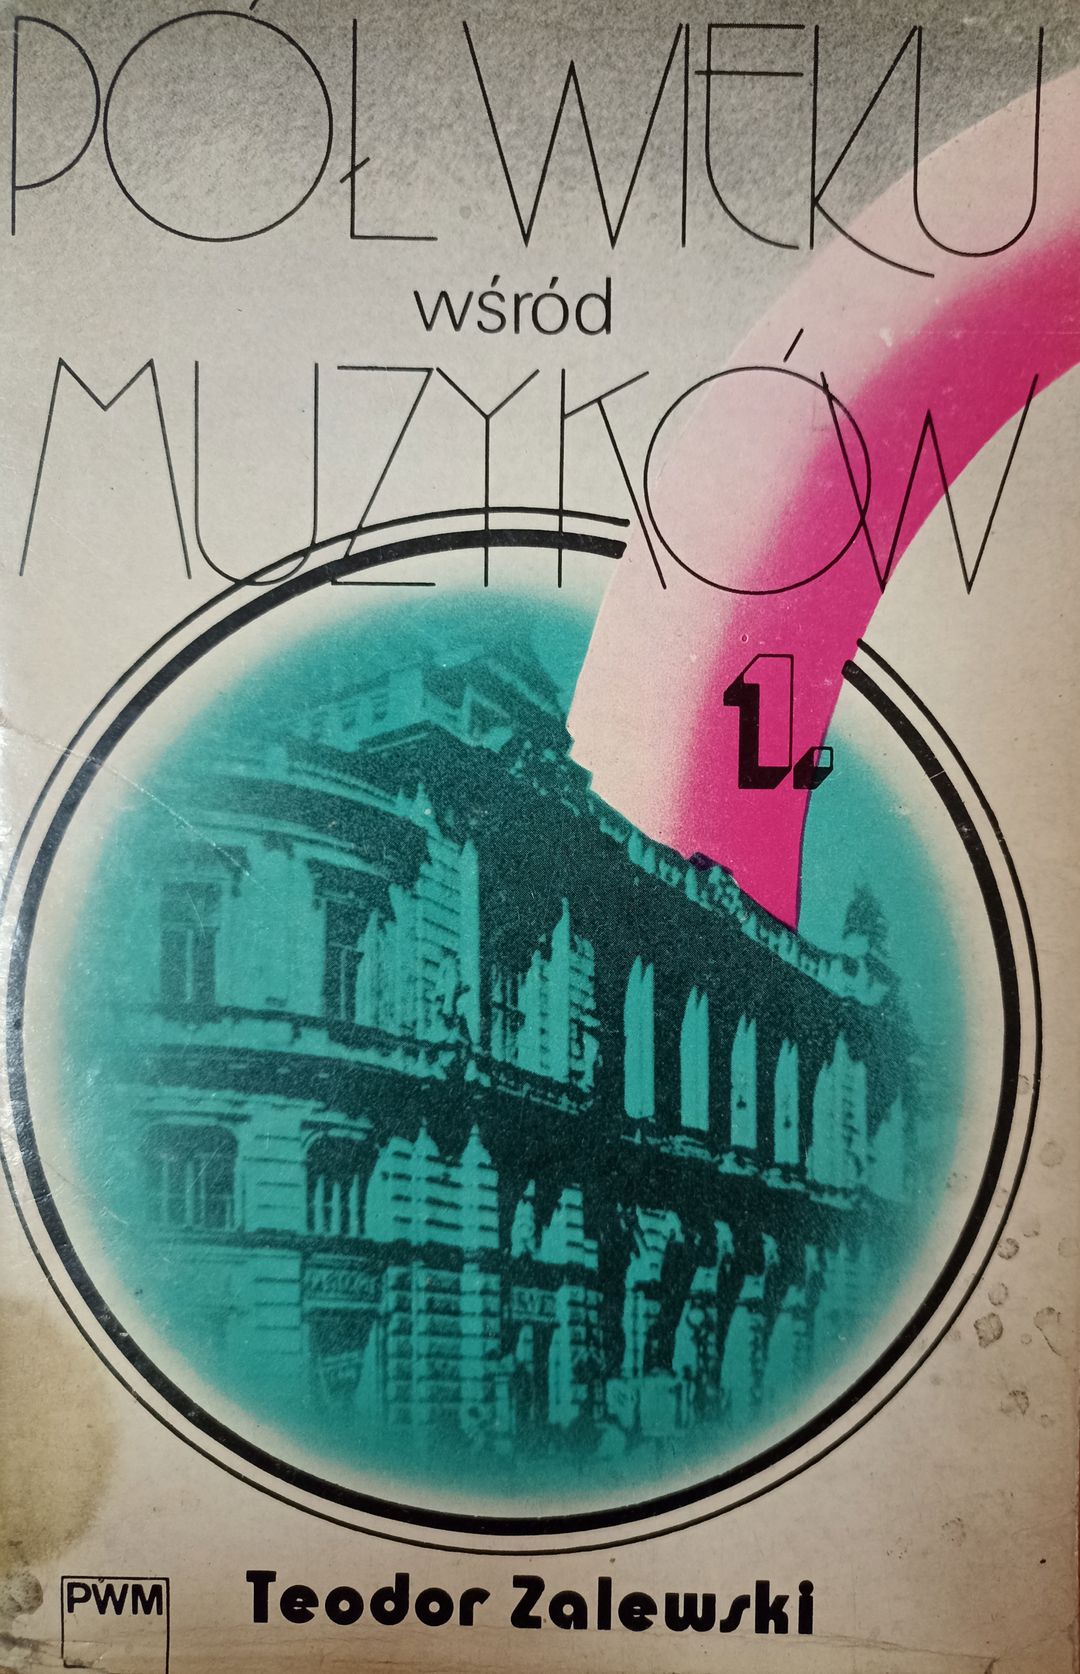 PÓŁ WIEKU
wśród
MUZYKÓW
1.
PWM
Teodor Zalewski